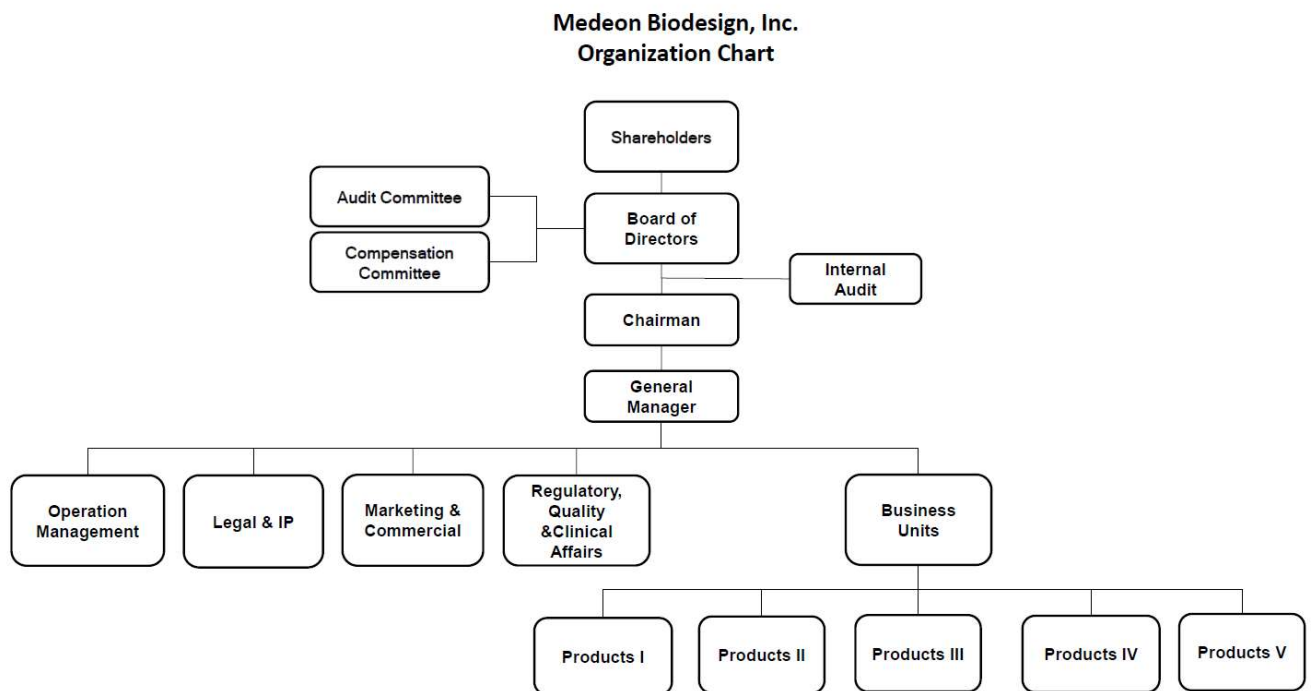 Medeon Biodesign, Inc.
Organization Chart
Shareholders
Audit Committee
Board of
Directors
Compensation
Committee
Internal
Audit
Chairman
General
Manager
Operation
Management
Legal & IP
Marketing &
Commercial
Regulatory,
Quality
&Clinical
Affairs
Business
Units
Products I
Products II
Products III
Products IV
Products V